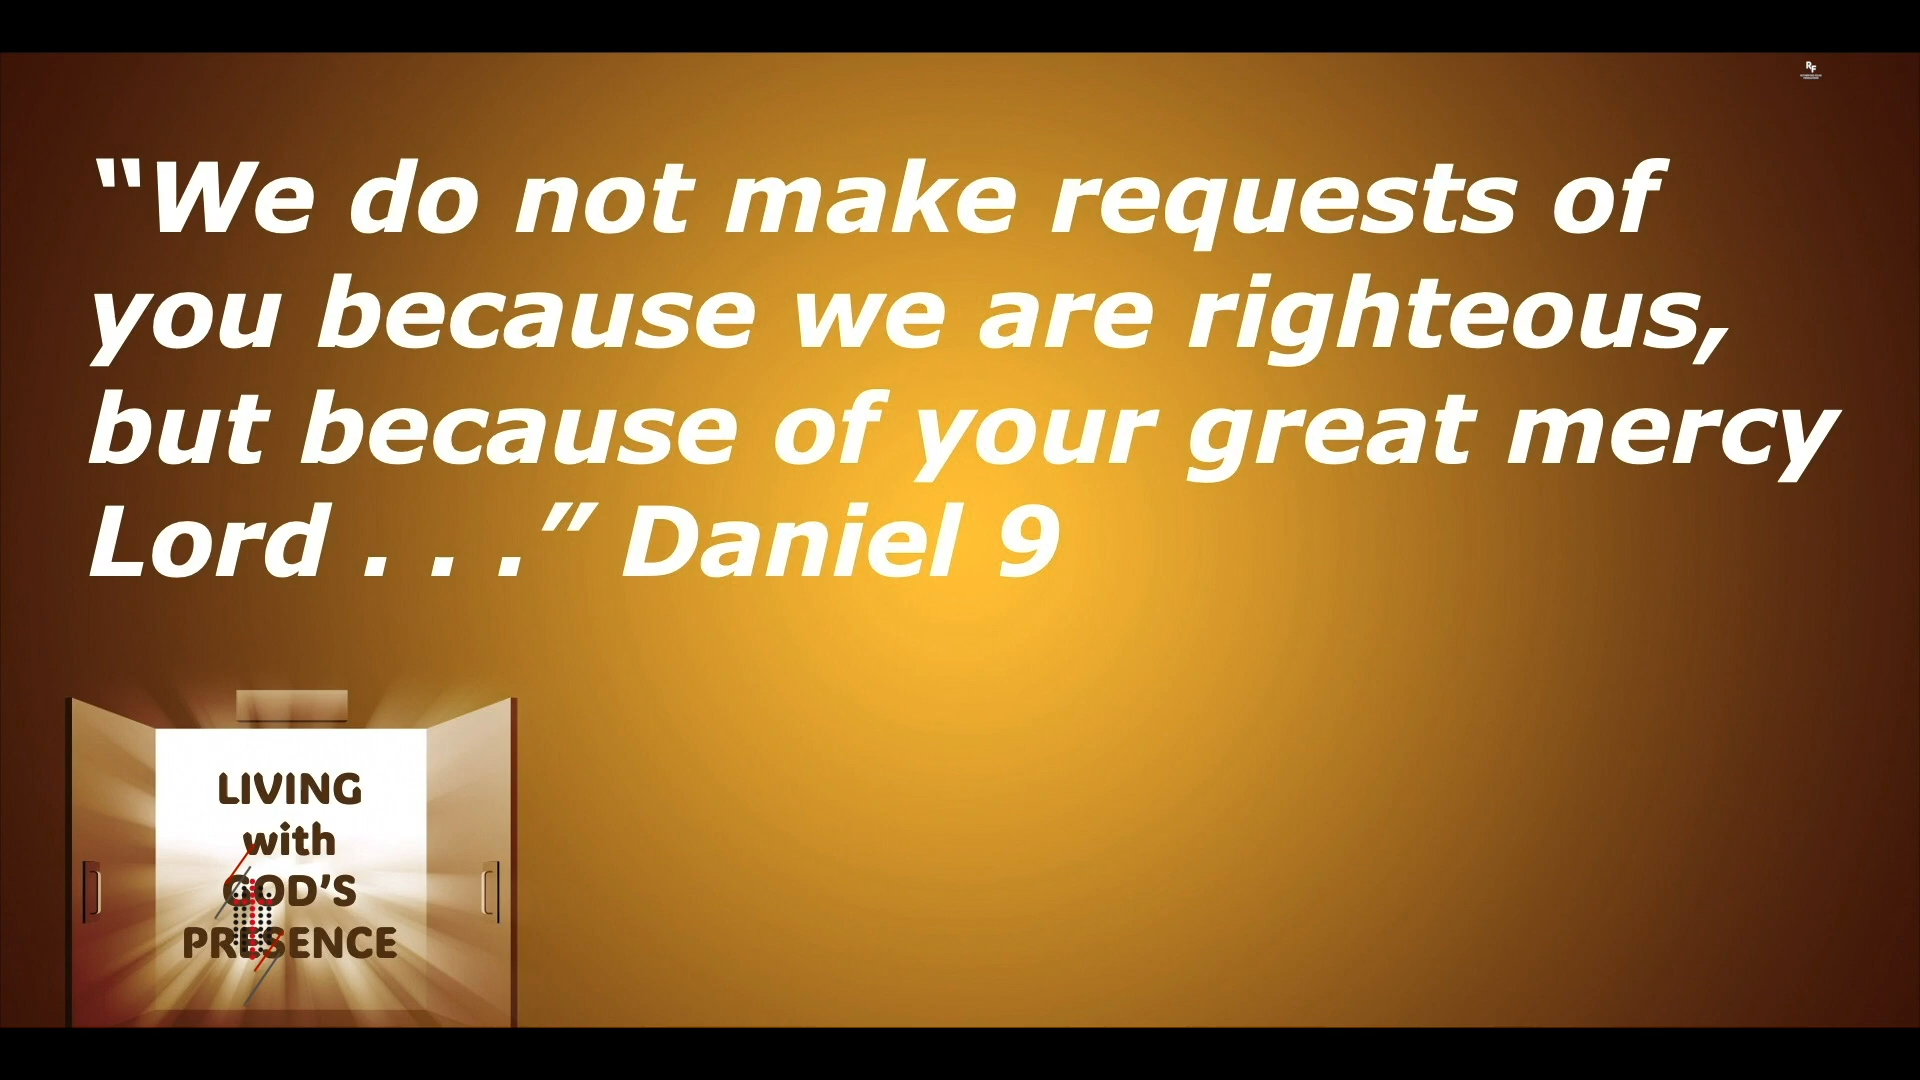 “We do not make requests of
you because we are righteous,
but because of your great mercy
Lord . . .” Daniel 9
LIVING
with
GOD’S
PRESENCE
RF